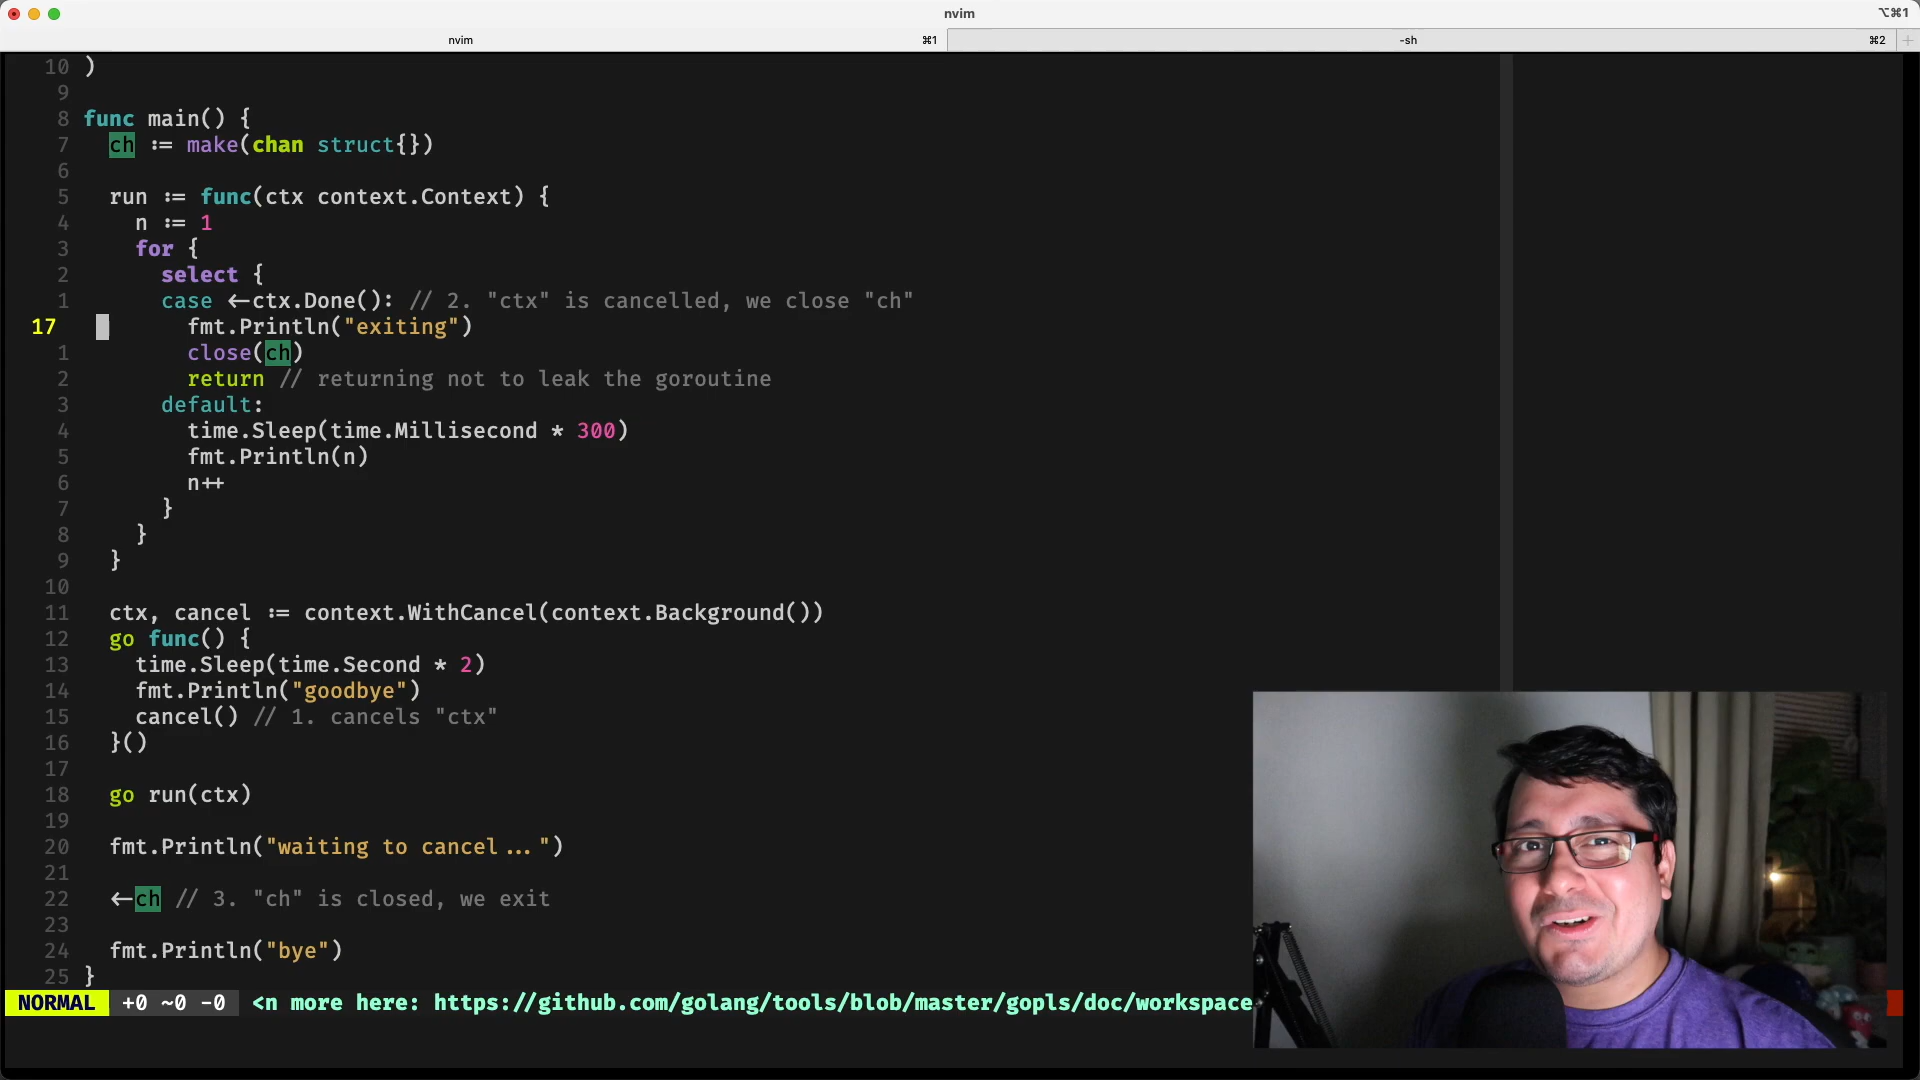 nvim
⌥⌘1
nvim ⌘1 -sh ⌘2 +
10 )
9
8 func main() {
7   ch := make(chan struct{})
6
5   run := func(ctx context.Context) {
4     n := 1
3     for {
2       select {
1       case <-ctx.Done(): // 2. "ctx" is cancelled, we close "ch"
17         fmt.Println("exiting")
1         close(ch)
2         return // returning not to leak the goroutine
3       default:
4         time.Sleep(time.Millisecond * 300)
5         fmt.Println(n)
6         n++
7       }
8     }
9   }
10
11   ctx, cancel := context.WithCancel(context.Background())
12   go func() {
13     time.Sleep(time.Second * 2)
14     fmt.Println("goodbye")
15     cancel() // 1. cancels "ctx"
16   }()
17
18   go run(ctx)
19
20   fmt.Println("waiting to cancel...")
21
22   <-ch // 3. "ch" is closed, we exit
23
24   fmt.Println("bye")
25 }
NORMAL +0 ~0 -0 <n more here: https://github.com/golang/tools/blob/master/gopls/doc/workspace